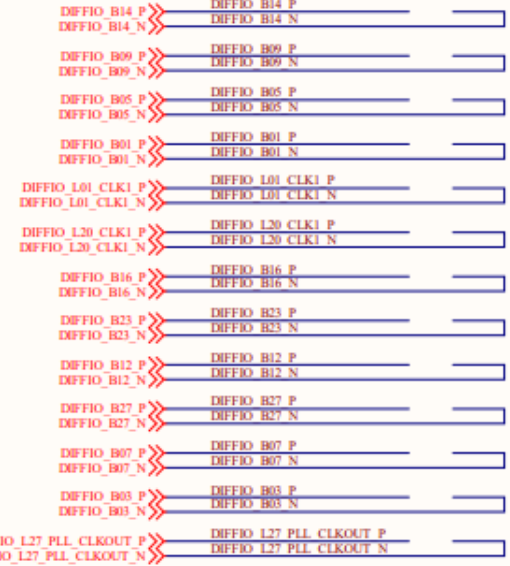 DIFFIO_B14_P DIFFIO_B14_P
DIFFIO_B14_N DIFFIO_B14_N
DIFFIO_B09_P DIFFIO_B09_P
DIFFIO_B09_N DIFFIO_B09_N
DIFFIO_B05_P DIFFIO_B05_P
DIFFIO_B05_N DIFFIO_B05_N
DIFFIO_B01_P DIFFIO_B01_P
DIFFIO_B01_N DIFFIO_B01_N
DIFFIO_L01_CLK1_P DIFFIO_L01_CLK1_P
DIFFIO_L01_CLK1_N DIFFIO_L01_CLK1_N
DIFFIO_L20_CLK1_P DIFFIO_L20_CLK1_P
DIFFIO_L20_CLK1_N DIFFIO_L20_CLK1_N
DIFFIO_B16_P DIFFIO_B16_P
DIFFIO_B16_N DIFFIO_B16_N
DIFFIO_B23_P DIFFIO_B23_P
DIFFIO_B23_N DIFFIO_B23_N
DIFFIO_B12_P DIFFIO_B12_P
DIFFIO_B12_N DIFFIO_B12_N
DIFFIO_B27_P DIFFIO_B27_P
DIFFIO_B27_N DIFFIO_B27_N
DIFFIO_B07_P DIFFIO_B07_P
DIFFIO_B07_N DIFFIO_B07_N
DIFFIO_B03_P DIFFIO_B03_P
DIFFIO_B03_N DIFFIO_B03_N
IO_L27_PLL_CLKOUT_P DIFFIO_L27_PLL_CLKOUT_P
IO_L27_PLL_CLKOUT_N DIFFIO_L27_PLL_CLKOUT_N